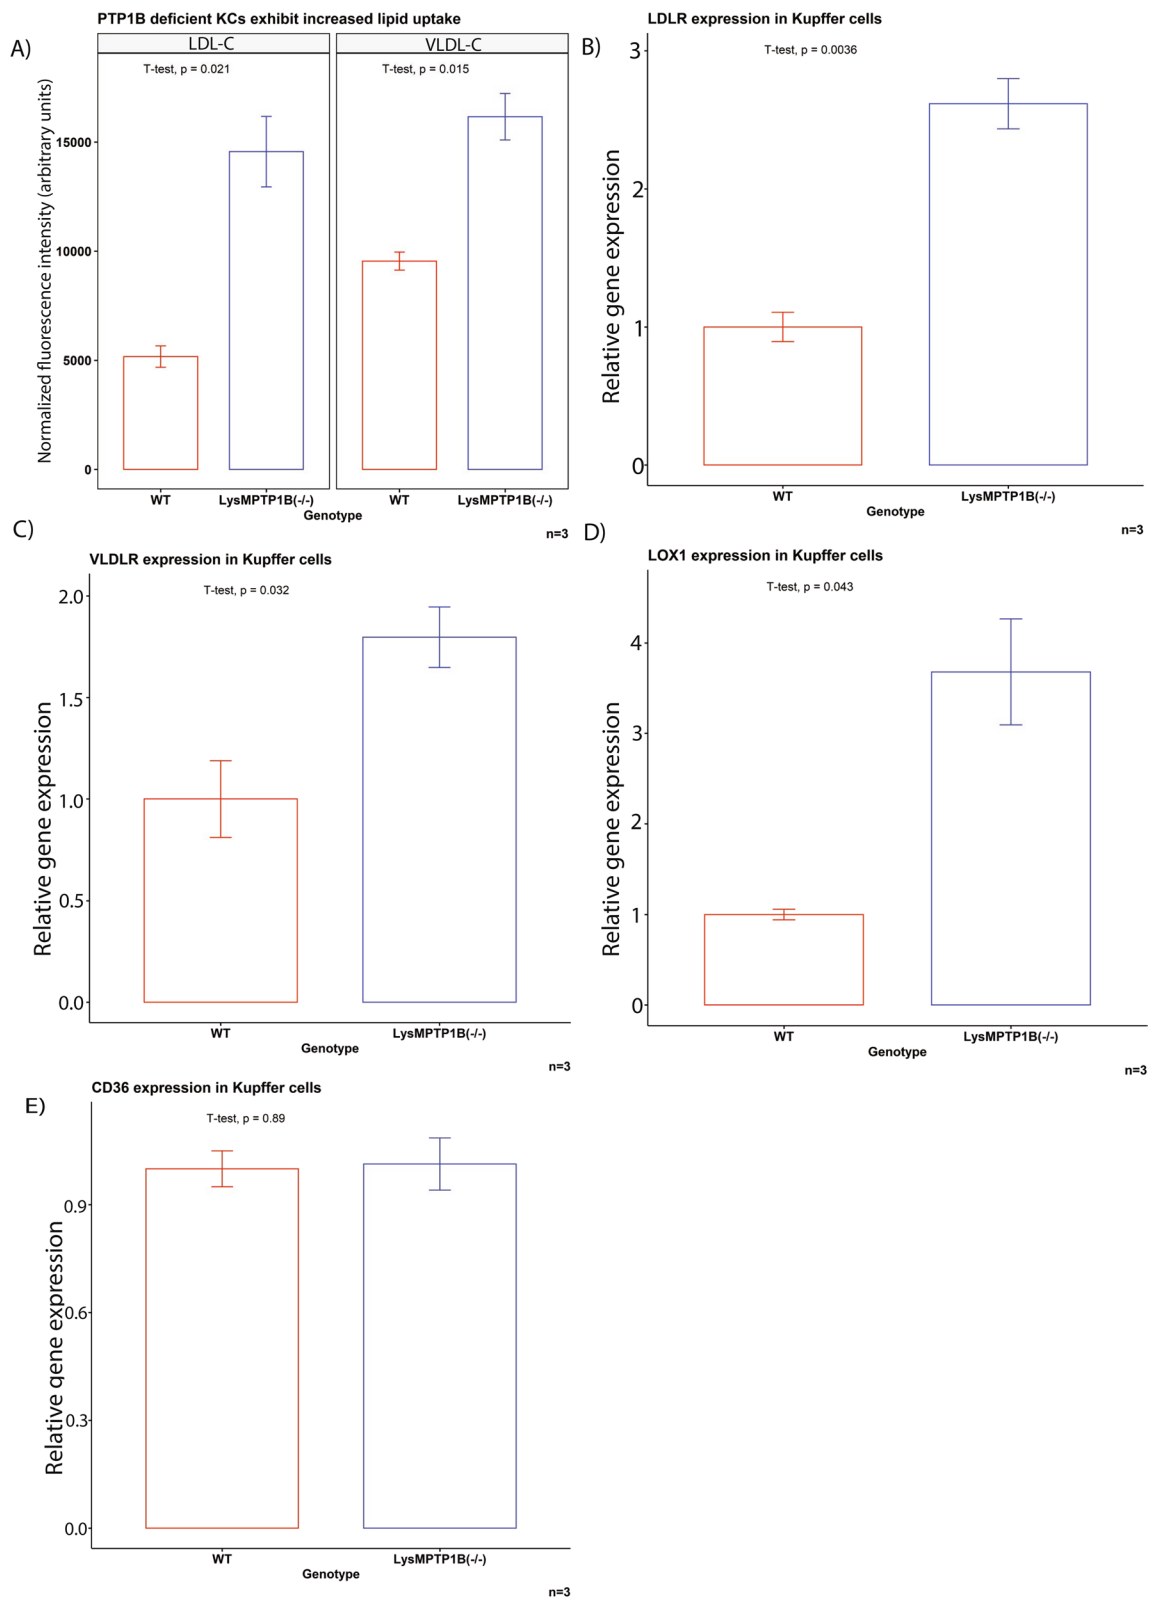 PTP1B deficient KCs exhibit increased lipid uptake
A)
LDL-C
VLDL-C
T-test, p = 0.021
T-test, p = 0.015
Normalized fluorescence intensity (arbitrary units)
15000
10000
5000
0
WT
LysMPTP1B(-/-)
WT
LysMPTP1B(-/-)
Genotype
n=3
LDLR expression in Kupffer cells
B)
T-test, p = 0.0036
Relative gene expression
3
2
1
0
WT
LysMPTP1B(-/-)
Genotype
n=3
C)
VLDLR expression in Kupffer cells
T-test, p = 0.032
Relative gene expression
2.0
1.5
1.0
0.5
0.0
WT
LysMPTP1B(-/-)
Genotype
n=3
D)
LOX1 expression in Kupffer cells
T-test, p = 0.043
Relative gene expression
4
3
2
1
0
WT
LysMPTP1B(-/-)
Genotype
n=3
CD36 expression in Kupffer cells
E)
T-test, p = 0.89
Relative gene expression
0.9
0.6
0.3
0.0
WT
LysMPTP1B(-/-)
Genotype
n=3